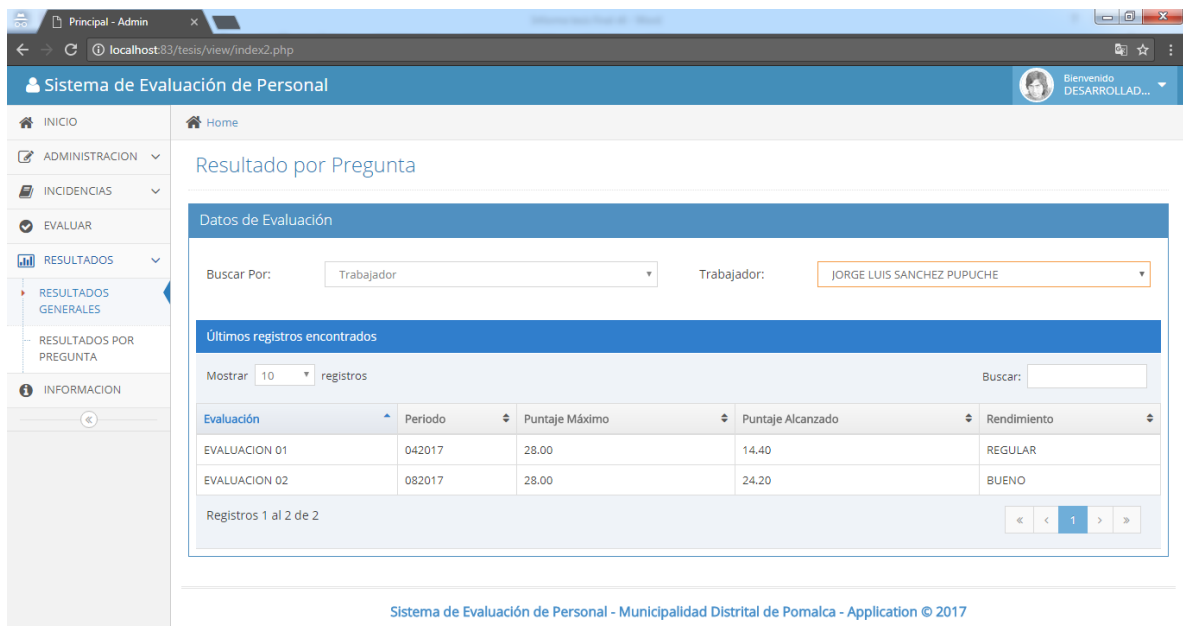 Principal - Admin
localhost:83/tesis/view/index2.php
Sistema de Evaluación de Personal
Bienvenido
DESARROLLAD...
INICIO
Home
ADMINISTRACION
INCIDENCIAS
EVALUAR
RESULTADOS
RESULTADOS
GENERALES
RESULTADOS POR
PREGUNTA
INFORMACION
Resultado por Pregunta
Datos de Evaluación
Buscar Por: Trabajador Trabajador: JORGE LUIS SANCHEZ PUPUCHE
Últimos registros encontrados
Mostrar 10 registros Buscar:
Evaluación Periodo Puntaje Máximo Puntaje Alcanzado Rendimiento
EVALUACION 01 042017 28.00 14.40 REGULAR
EVALUACION 02 082017 28.00 24.20 BUENO
Registros 1 al 2 de 2 « < 1 > »
Sistema de Evaluación de Personal - Municipalidad Distrital de Pomalca - Application © 2017